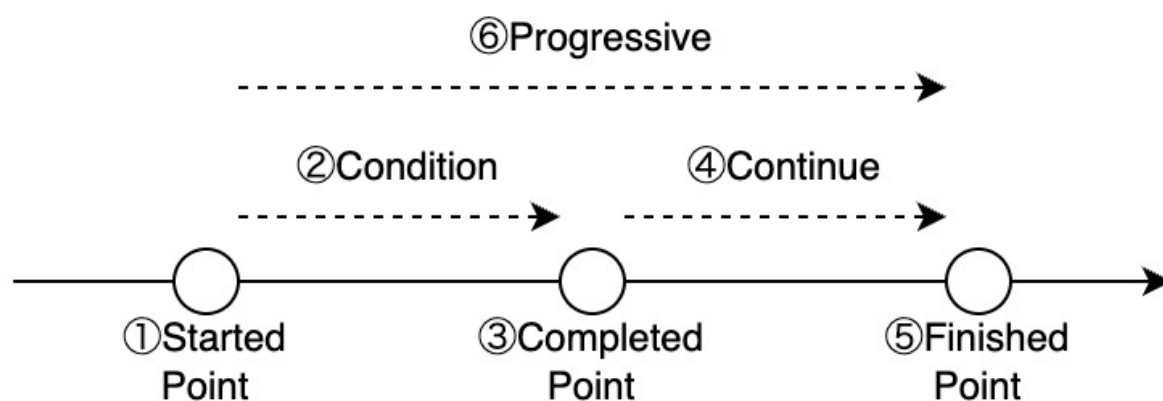 ⑥Progressive
②Condition
④Continue
①Started
Point
③Completed
Point
⑤Finished
Point